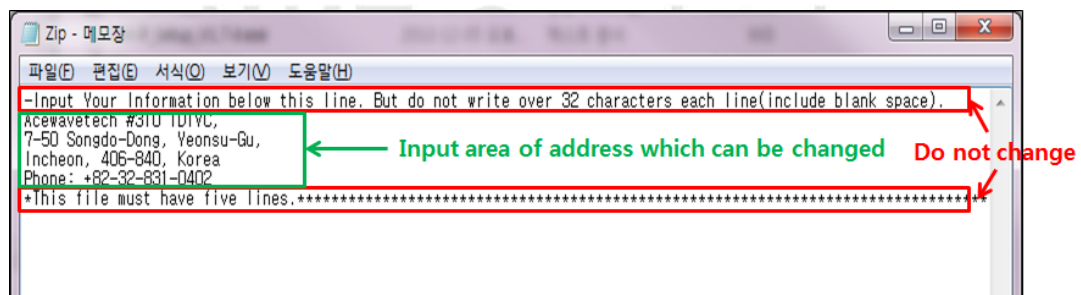 Zip - 메모장
파일(F) 편집(E) 서식(O) 보기(V) 도움말(H)
-Input Your Information below this line. But do not write over 32 characters each line(include blank space).
Acewavetech #310 IDIYC,
7-50 Songdo-Dong, Yeonsu-Gu,
Incheon, 406-840, Korea
Phone: +82-32-831-0402
Input area of address which can be changed
Do not change
*This file must have five lines.************************************************************************************